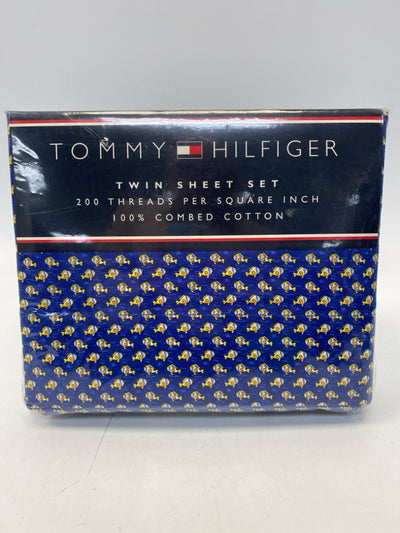 TOMMY HILFIGER
TWIN SHEET SET
200 THREADS PER SQUARE INCH
100% COMBED COTTON